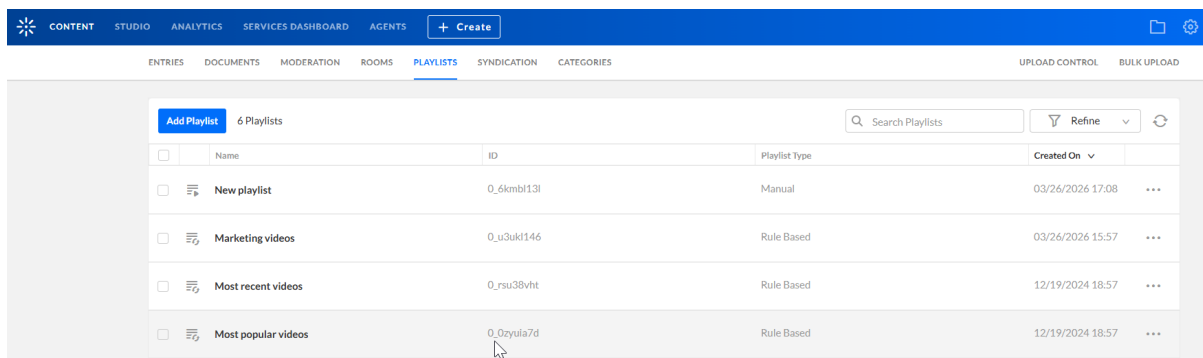 CONTENT STUDIO ANALYTICS SERVICES DASHBOARD AGENTS + Create
ENTRIES DOCUMENTS MODERATION ROOMS PLAYLISTS SYNDICATION CATEGORIES UPLOAD CONTROL BULK UPLOAD
Add Playlist 6 Playlists Search Playlists Refine
Name ID Playlist Type Created On
New playlist 0_6kmbl13l Manual 03/26/2026 17:08
Marketing videos 0_u3ukl146 Rule Based 03/26/2026 15:57
Most recent videos 0_rsu38vht Rule Based 12/19/2024 18:57
Most popular videos 0_0zyuia7d Rule Based 12/19/2024 18:57